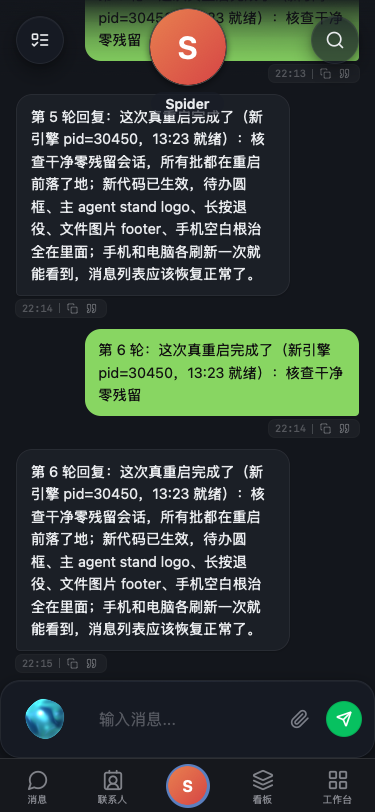 pid=30450, 13:23 就绪）：核查干净
零残留
S
Spider
22:13
第 5 轮回复：这次真重启完成了（新
引擎 pid=30450，13:23 就绪）：核
查干净零残留会话，所有批都在重启
前落了地；新代码已生效，待办圆
框、主 agent stand logo、长按退
役、文件图片 footer、手机空白根治
全在里面；手机和电脑各刷新一次就
能看到，消息列表应该恢复正常了。
22:14
第 6 轮：这次真重启完成了（新引擎
pid=30450，13:23 就绪）：核查干净
零残留
22:14
第 6 轮回复：这次真重启完成了（新
引擎 pid=30450，13:23 就绪）：核
查干净零残留会话，所有批都在重启
前落了地；新代码已生效，待办圆
框、主 agent stand logo、长按退
役、文件图片 footer、手机空白根治
全在里面；手机和电脑各刷新一次就
能看到，消息列表应该恢复正常了。
22:15
输入消息...
消息
联系人
S
看板
工作台